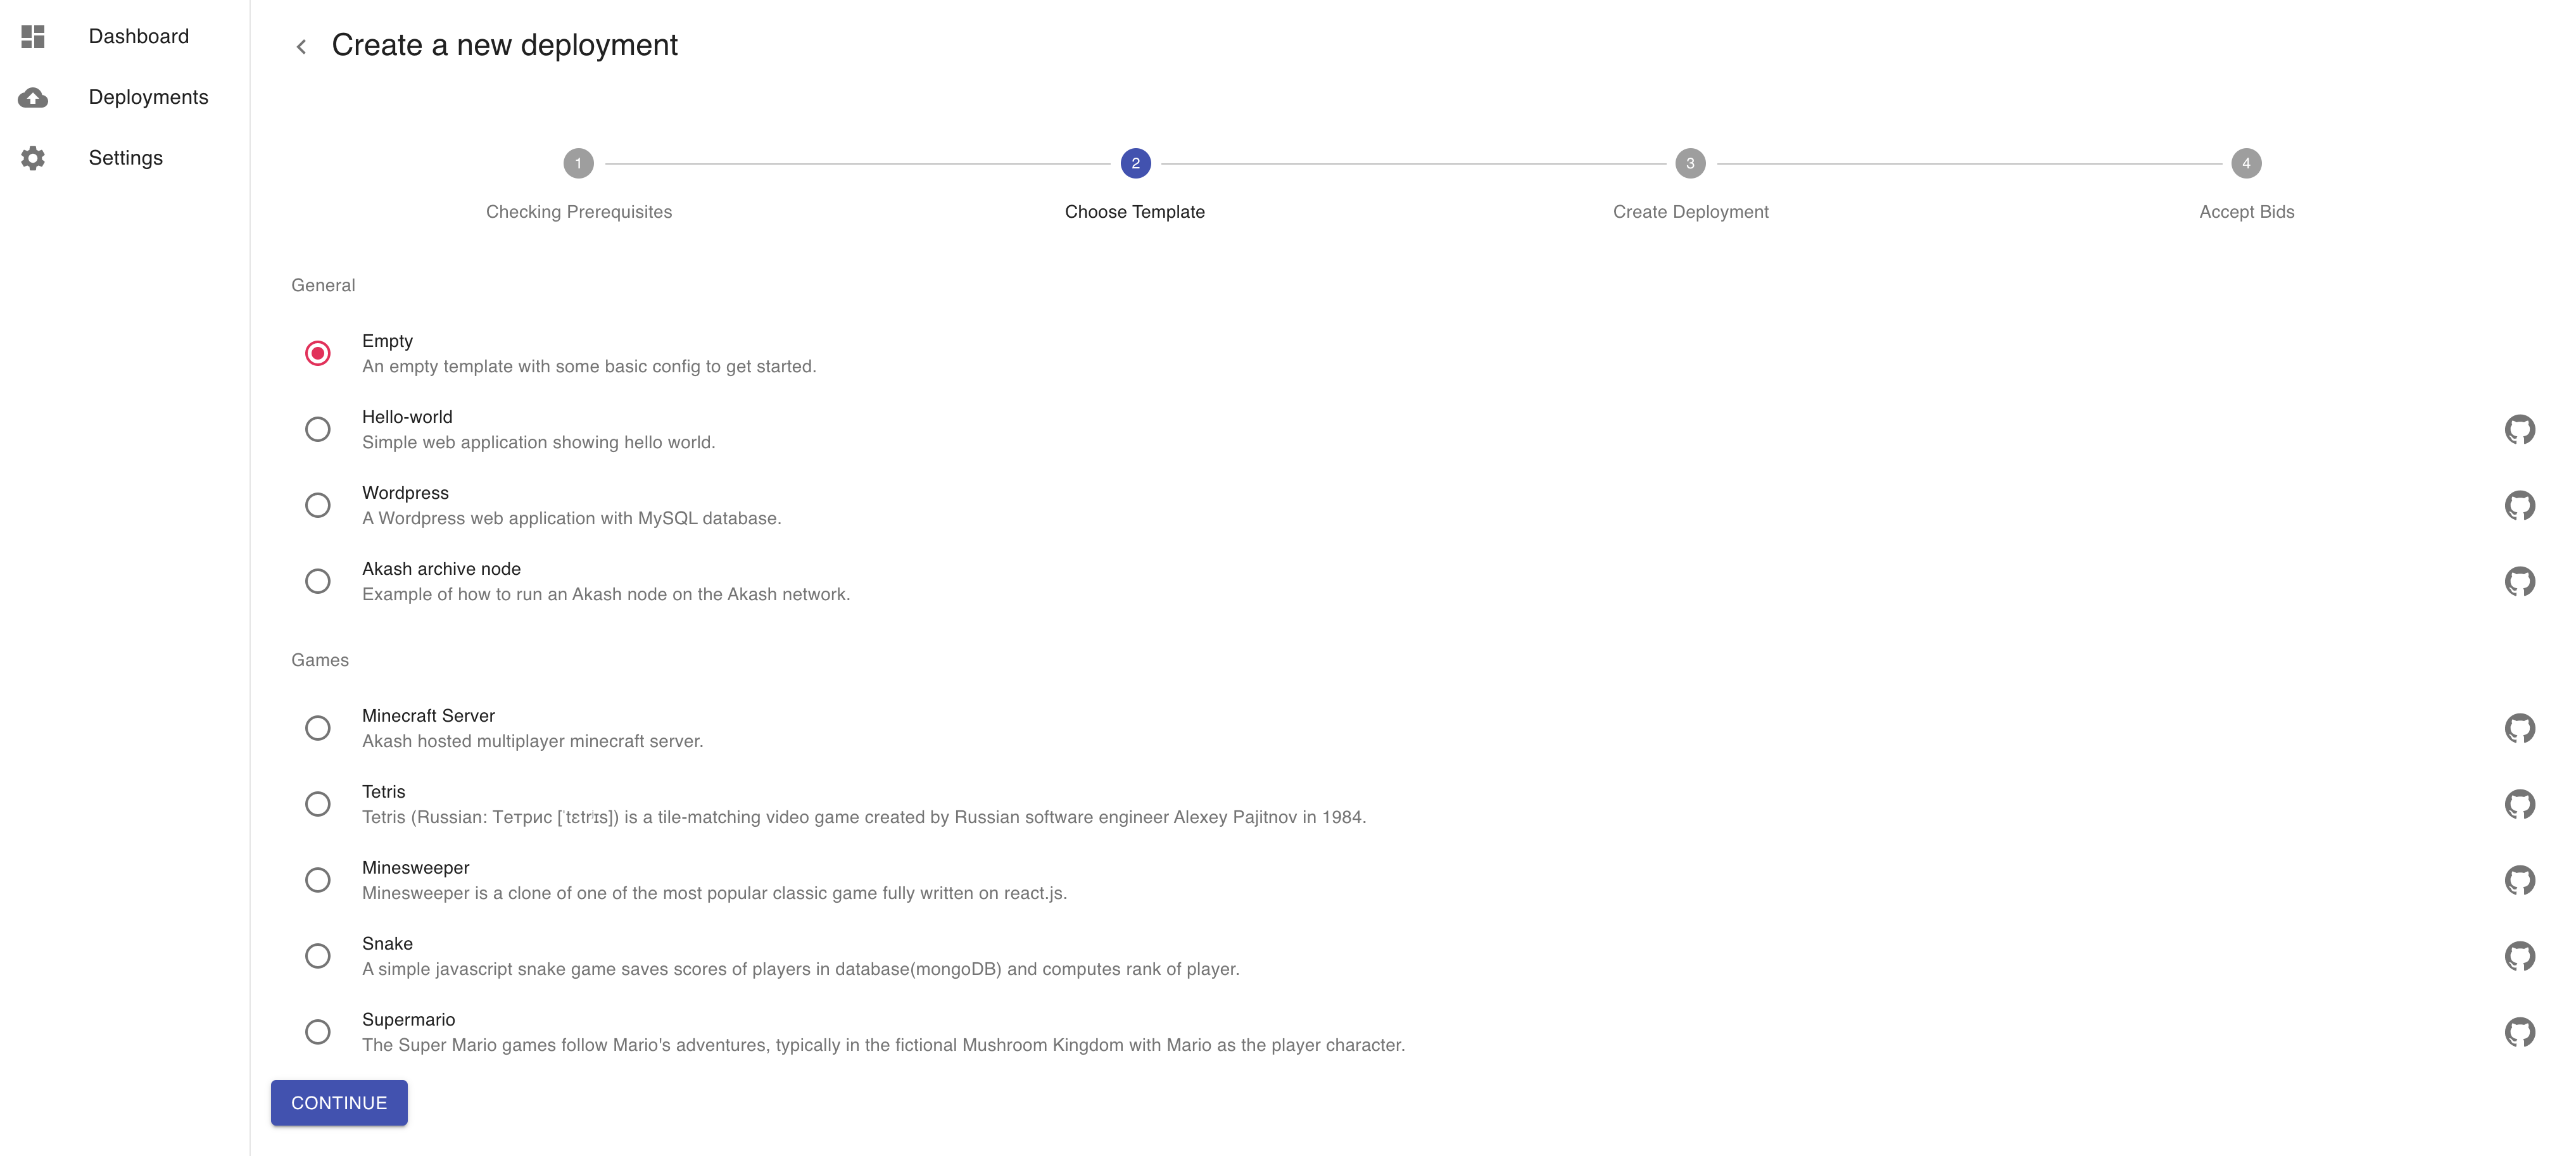 Dashboard
Deployments
Settings
Create a new deployment
1
2
3
4
Checking Prerequisites
Choose Template
Create Deployment
Accept Bids
General
Empty
An empty template with some basic config to get started.
Hello-world
Simple web application showing hello world.
Wordpress
A Wordpress web application with MySQL database.
Akash archive node
Example of how to run an Akash node on the Akash network.
Games
Minecraft Server
Akash hosted multiplayer minecraft server.
Tetris
Tetris (Russian: Тетрис [ˈtɛtrʲɪs]) is a tile-matching video game created by Russian software engineer Alexey Pajitnov in 1984.
Minesweeper
Minesweeper is a clone of one of the most popular classic game fully written on react.js.
Snake
A simple javascript snake game saves scores of players in database(mongoDB) and computes rank of player.
Supermario
The Super Mario games follow Mario's adventures, typically in the fictional Mushroom Kingdom with Mario as the player character.
CONTINUE